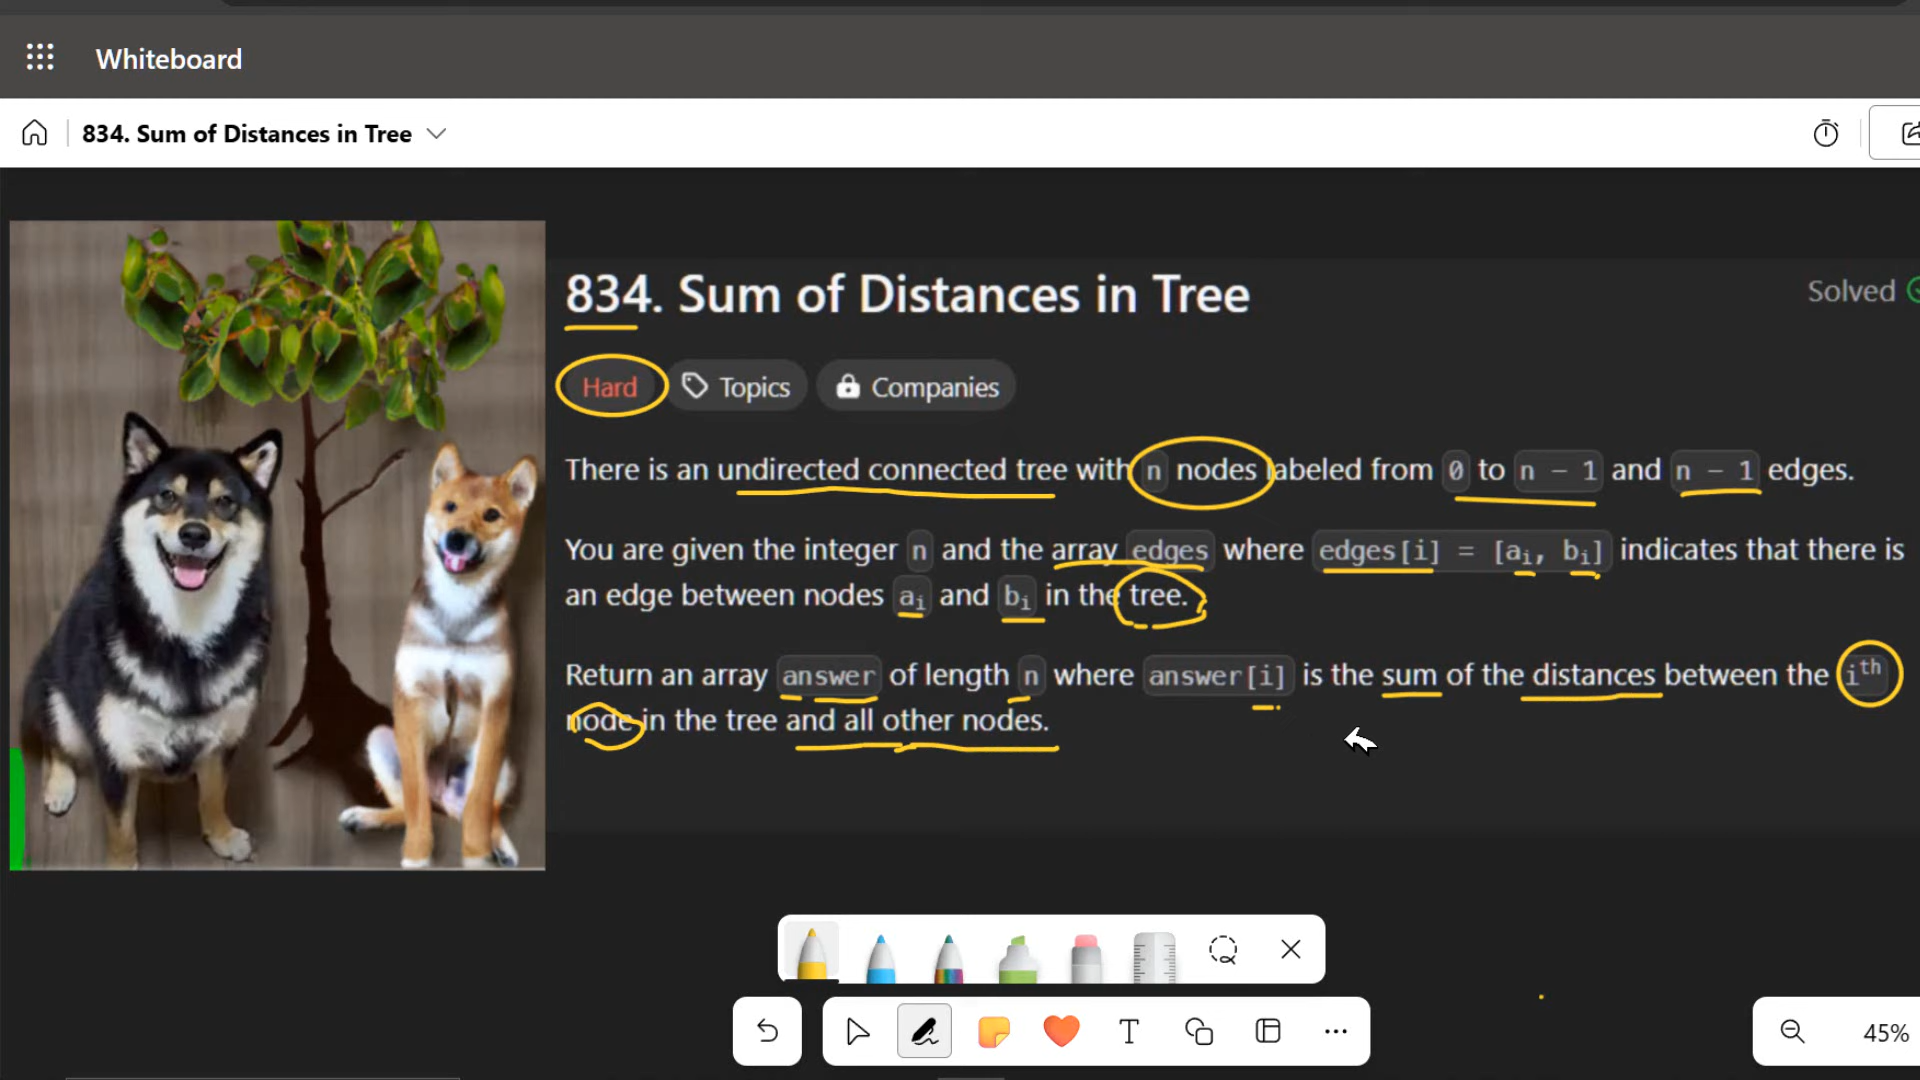 Whiteboard
834. Sum of Distances in Tree
834. Sum of Distances in Tree
Solved
Hard Topics Companies
There is an undirected connected tree with n nodes labeled from 0 to n - 1 and n - 1 edges.
You are given the integer n and the array edges where edges[i] = [aᵢ, bᵢ] indicates that there is
an edge between nodes aᵢ and bᵢ in the tree.
Return an array answer of length n where answer[i] is the sum of the distances between the iᵗʰ
node in the tree and all other nodes.
T
45%